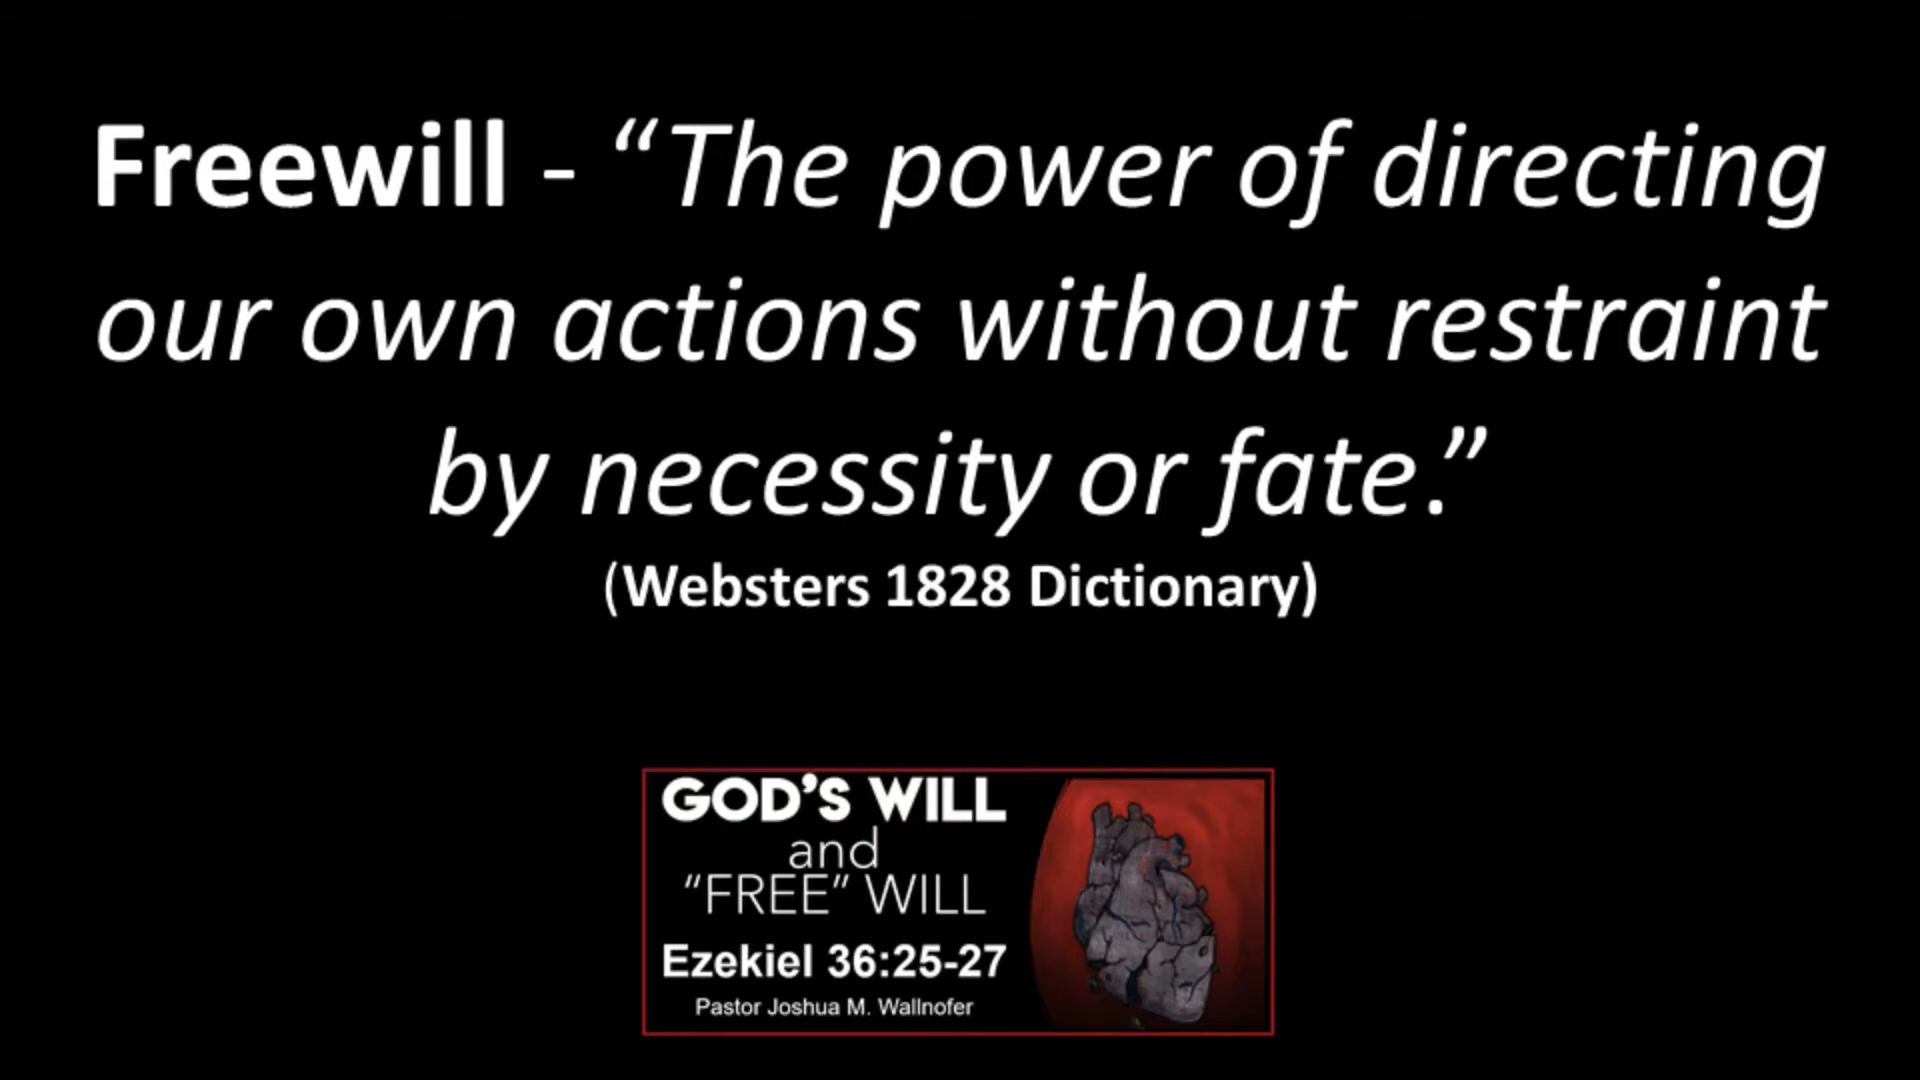 Freewill - “The power of directing
our own actions without restraint
by necessity or fate.”
(Websters 1828 Dictionary)
GOD’S WILL
and
“FREE” WILL
Ezekiel 36:25-27
Pastor Joshua M. Wallnofer